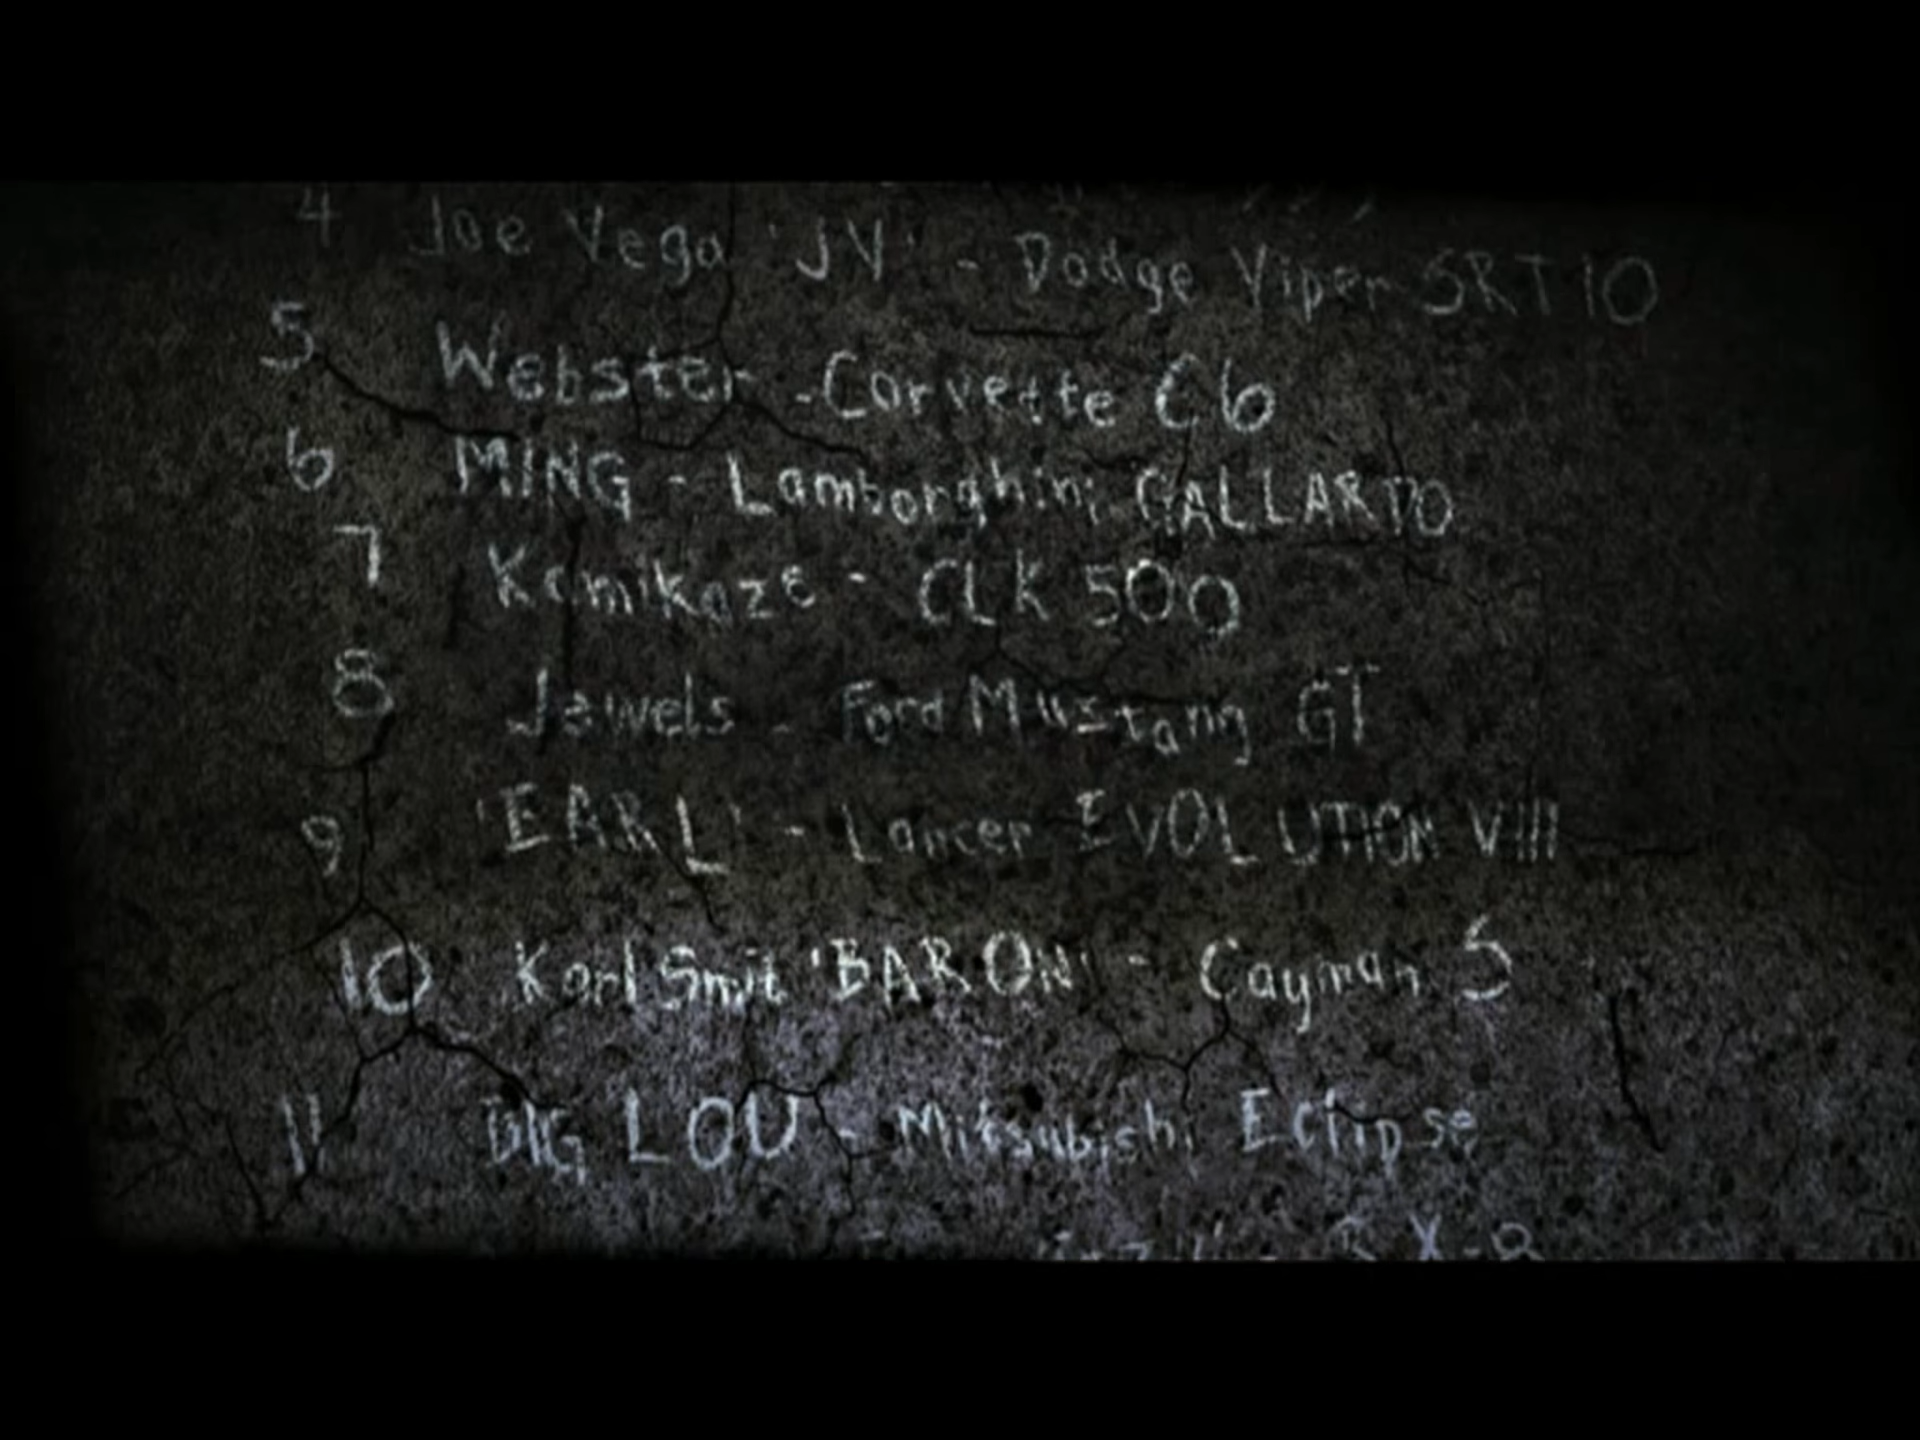 4 Joe Vega 'JV' - Dodge Viper SRT10
5 Webster - Corvette C6
6 MING - Lamborghini GALLARDO
7 Kamikaze - CLK 500
8 Jewels - Ford Mustang GT
9 'EARL' - Lancer EVOLUTION VIII
10 Karl Smit 'BARON' - Cayman S
11 BIG LOU - Mitsubishi Eclipse
RX-8